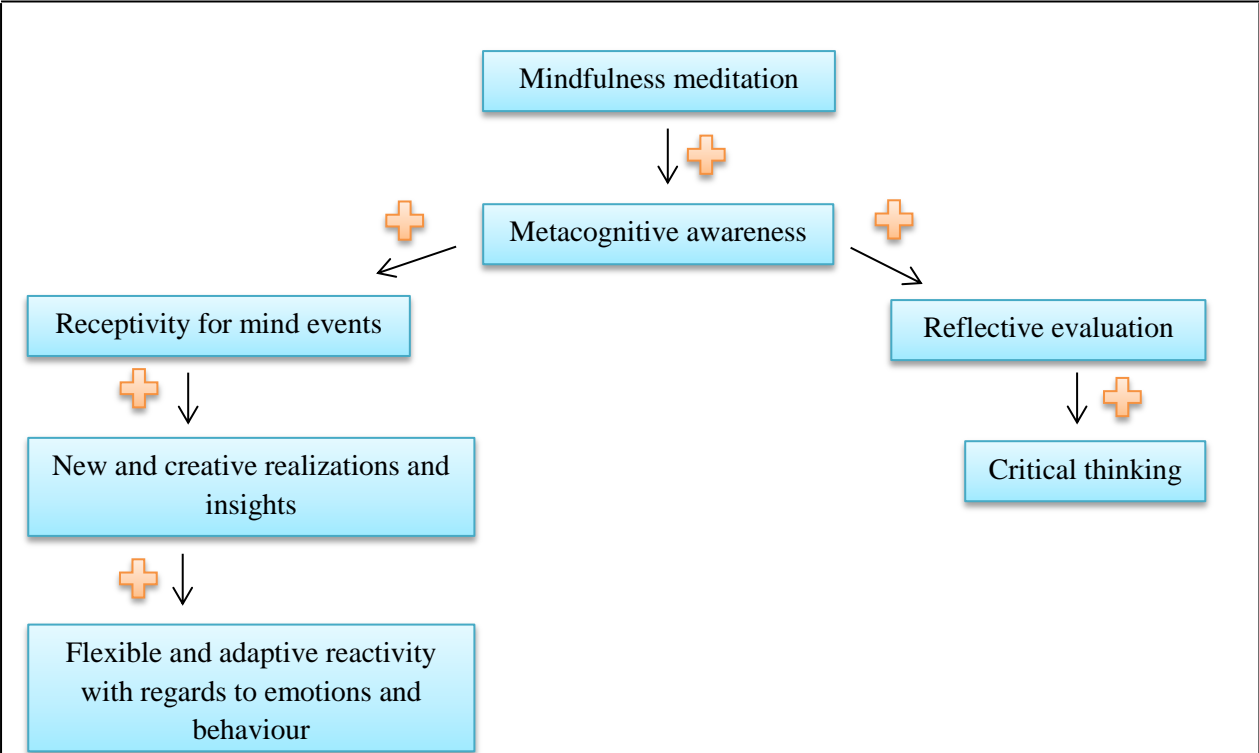 Mindfulness meditation
Metacognitive awareness
Receptivity for mind events
Reflective evaluation
New and creative realizations and
insights
Critical thinking
Flexible and adaptive reactivity
with regards to emotions and
behaviour